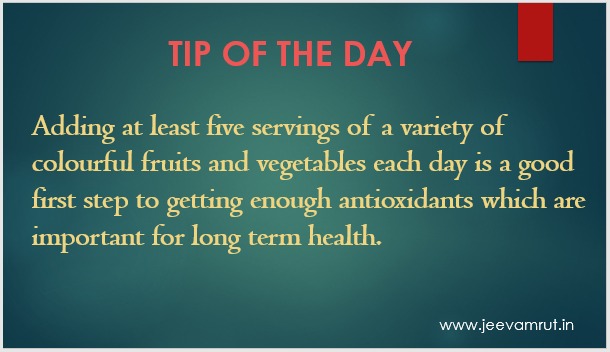 TIP OF THE DAY
Adding at least five servings of a variety of
colourful fruits and vegetables each day is a good
first step to getting enough antioxidants which are
important for long term health.
www.jeevamrut.in